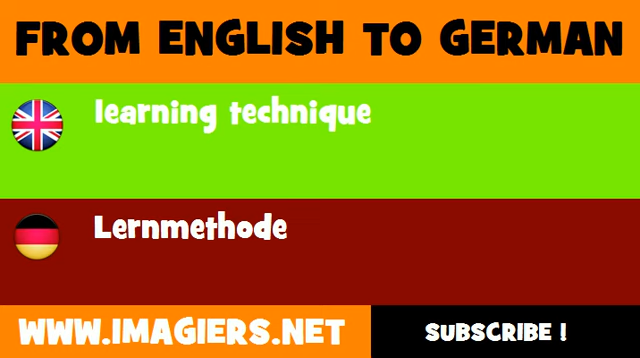 FROM ENGLISH TO GERMAN
learning technique
Lernmethode
WWW.IMAGIERS.NET
SUBSCRIBE !